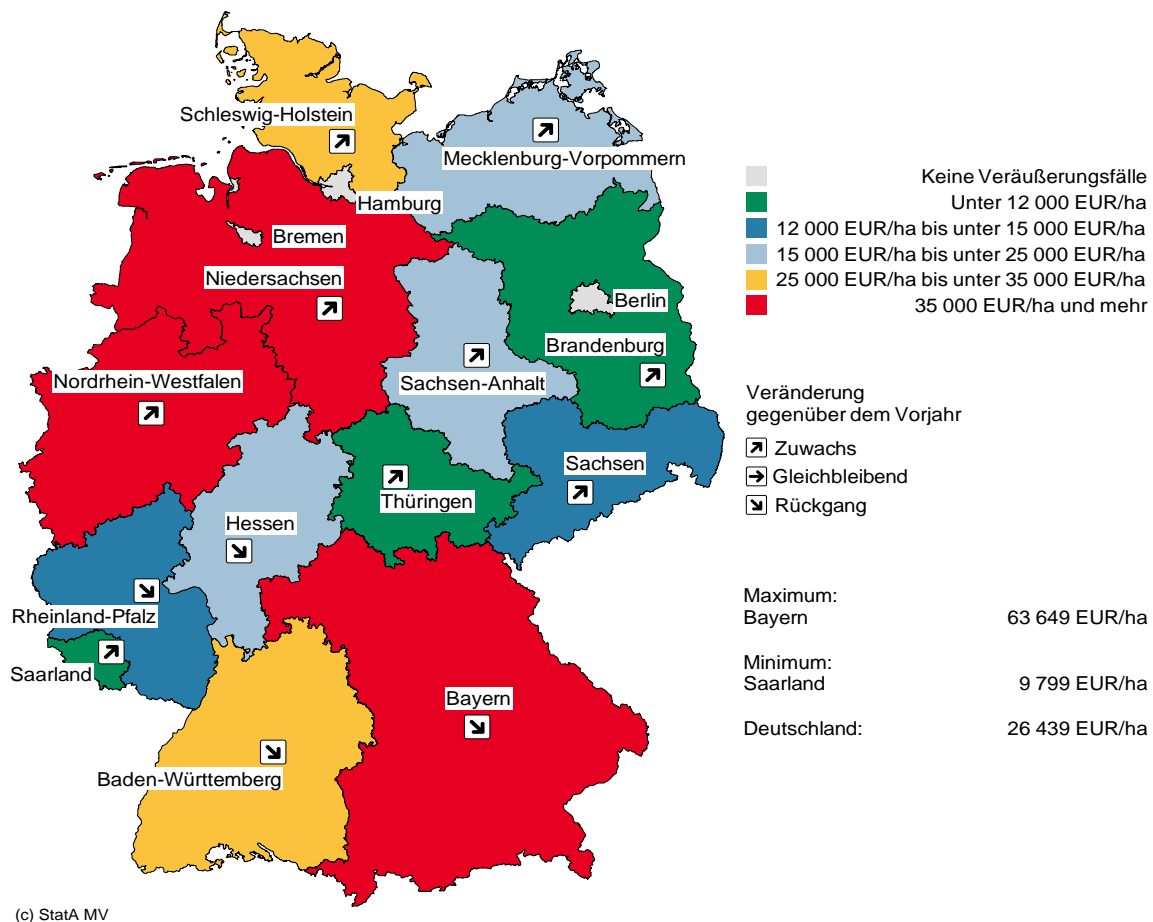 Schleswig-Holstein
Mecklenburg-Vorpommern
Hamburg
Bremen
Niedersachsen
Berlin
Brandenburg
Nordrhein-Westfalen
Sachsen-Anhalt
Sachsen
Thüringen
Hessen
Rheinland-Pfalz
Saarland
Bayern
Baden-Württemberg
Keine Veräußerungsfälle
Unter 12 000 EUR/ha
12 000 EUR/ha bis unter 15 000 EUR/ha
15 000 EUR/ha bis unter 25 000 EUR/ha
25 000 EUR/ha bis unter 35 000 EUR/ha
35 000 EUR/ha und mehr
Veränderung
gegenüber dem Vorjahr
Zuwachs
Gleichbleibend
Rückgang
Maximum:
Bayern 63 649 EUR/ha
Minimum:
Saarland 9 799 EUR/ha
Deutschland: 26 439 EUR/ha
(c) StatA MV